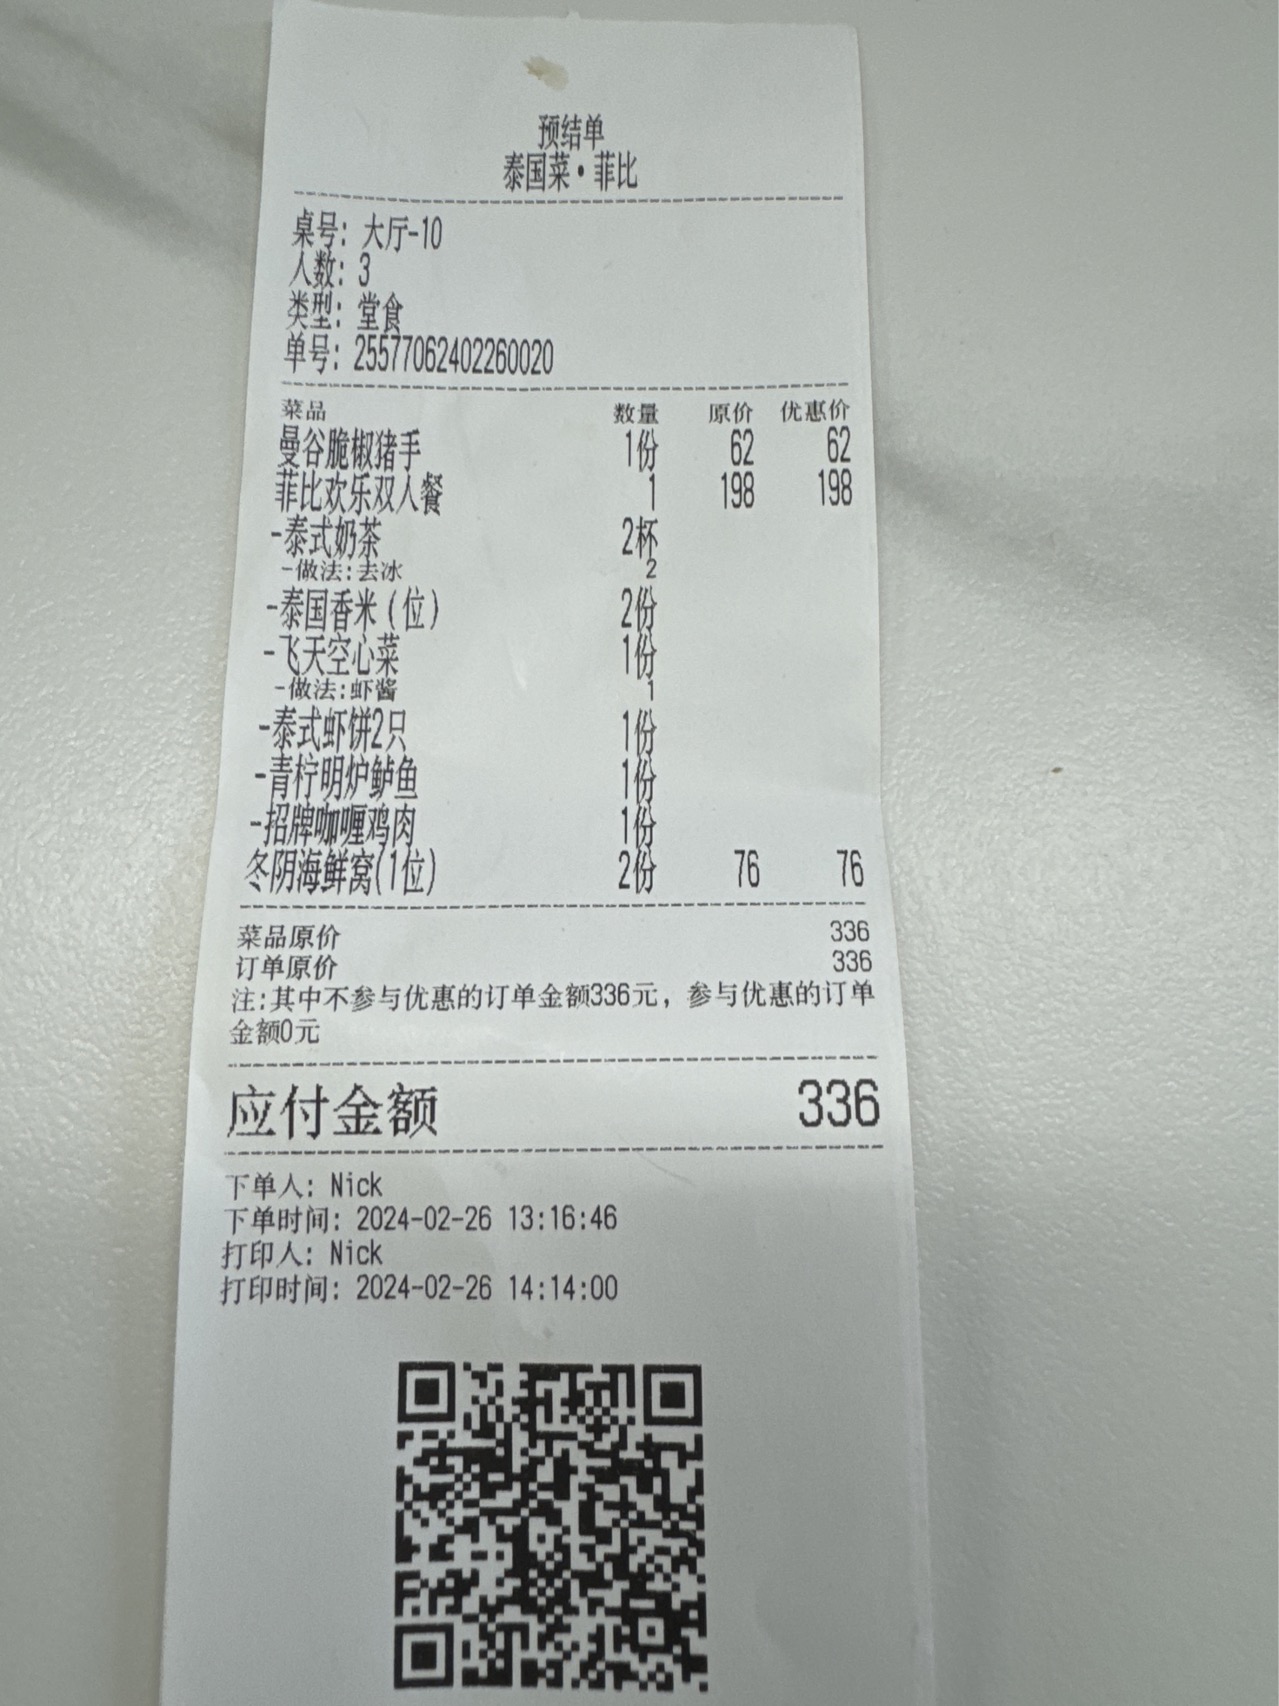 预结单
泰国菜·菲比
桌号: 大厅-10
人数: 3
类型: 堂食
单号: 25577062402260020
菜品 数量 原价 优惠价
曼谷脆椒猪手 1份 62 62
菲比欢乐双人餐 1 198 198
-泰式奶茶 2杯
-做法:去冰 2
-泰国香米(位) 2份
-飞天空心菜 1份
-做法:虾酱 1
-泰式虾饼2只 1份
-青柠明炉鲈鱼 1份
-招牌咖喱鸡肉 1份
冬阴海鲜窝(1位) 2份 76 76
菜品原价 336
订单原价 336
注:其中不参与优惠的订单金额336元，参与优惠的订单
金额0元
应付金额 336
下单人: Nick
下单时间: 2024-02-26 13:16:46
打印人: Nick
打印时间: 2024-02-26 14:14:00